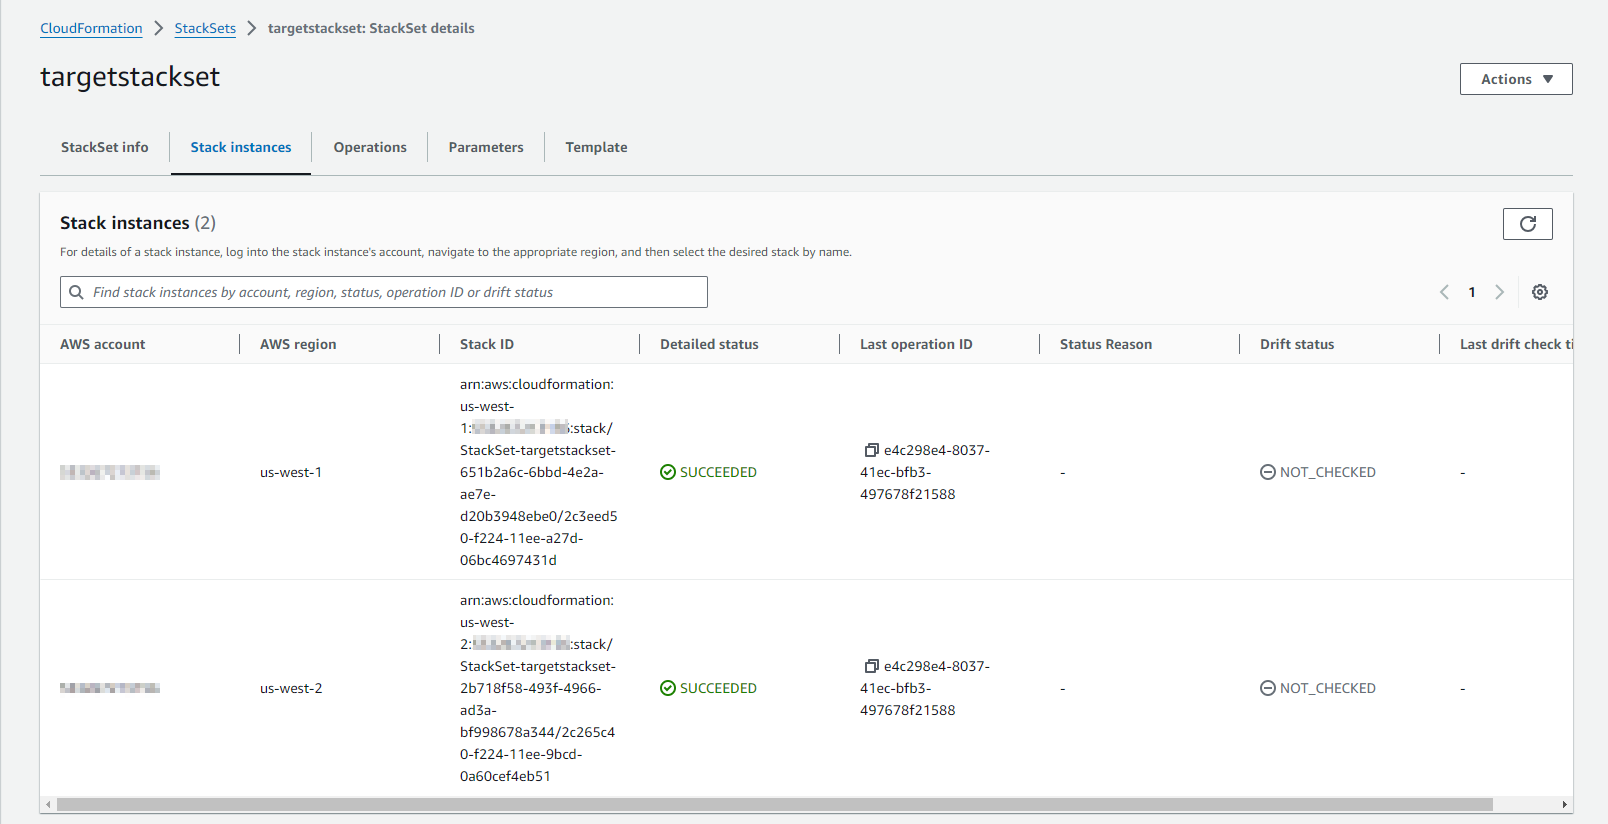 CloudFormation > StackSets > targetstackset: StackSet details
targetstackset
Actions
StackSet info Stack instances Operations Parameters Template
Stack instances (2)
For details of a stack instance, log into the stack instance's account, navigate to the appropriate region, and then select the desired stack by name.
Find stack instances by account, region, status, operation ID or drift status
1
AWS account AWS region Stack ID Detailed status Last operation ID Status Reason Drift status Last drift check ti
us-west-1
arn:aws:cloudformation:
us-west-
1: :stack/
StackSet-targetstackset-
651b2a6c-6bbd-4e2a-
ae7e-
d20b3948ebe0/2c3eed5
0-f224-11ee-a27d-
06bc4697431d
SUCCEEDED
e4c298e4-8037-
41ec-bfb3-
497678f21588
-
NOT_CHECKED
-
us-west-2
arn:aws:cloudformation:
us-west-
2: :stack/
StackSet-targetstackset-
2b718f58-493f-4966-
ad3a-
bf998678a344/2c265c4
0-f224-11ee-9bcd-
0a60cef4eb51
SUCCEEDED
e4c298e4-8037-
41ec-bfb3-
497678f21588
-
NOT_CHECKED
-